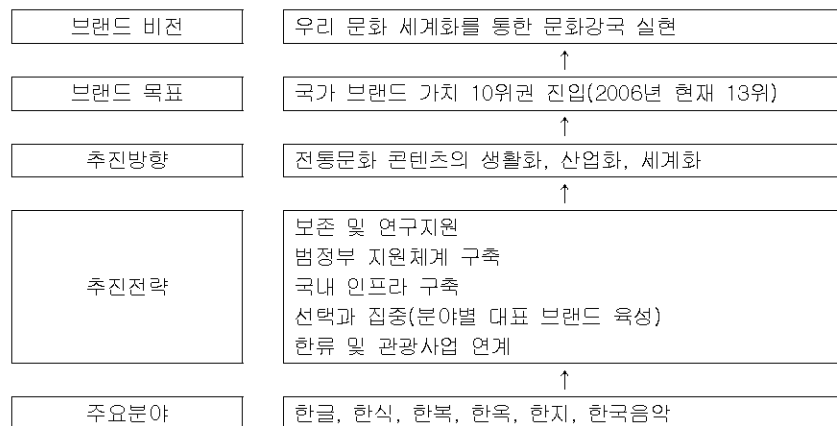 브랜드 비전
우리 문화 세계화를 통한 문화강국 실현
↑
브랜드 목표
국가 브랜드 가치 10위권 진입(2006년 현재 13위)
↑
추진방향
전통문화 콘텐츠의 생활화, 산업화, 세계화
↑
추진전략
보존 및 연구지원
범정부 지원체계 구축
국내 인프라 구축
선택과 집중(분야별 대표 브랜드 육성)
한류 및 관광사업 연계
↑
주요분야
한글, 한식, 한복, 한옥, 한지, 한국음악